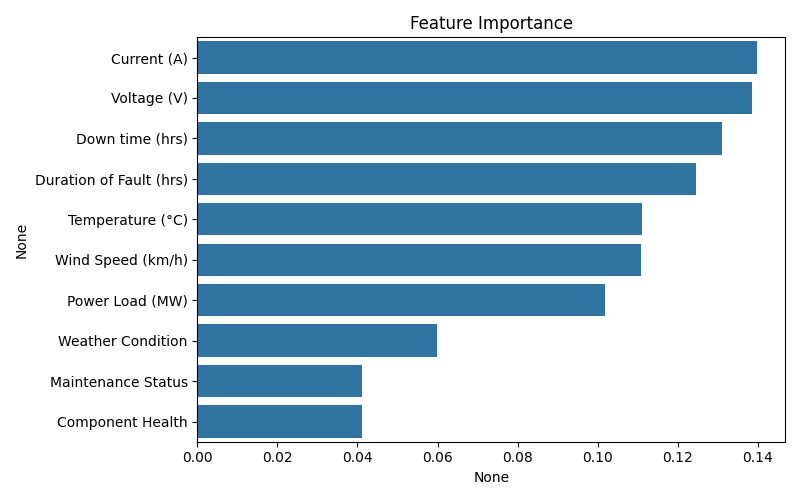 Feature Importance
Current (A)
Voltage (V)
Down time (hrs)
Duration of Fault (hrs)
Temperature (°C)
Wind Speed (km/h)
Power Load (MW)
Weather Condition
Maintenance Status
Component Health
None
0.00 0.02 0.04 0.06 0.08 0.10 0.12 0.14
None